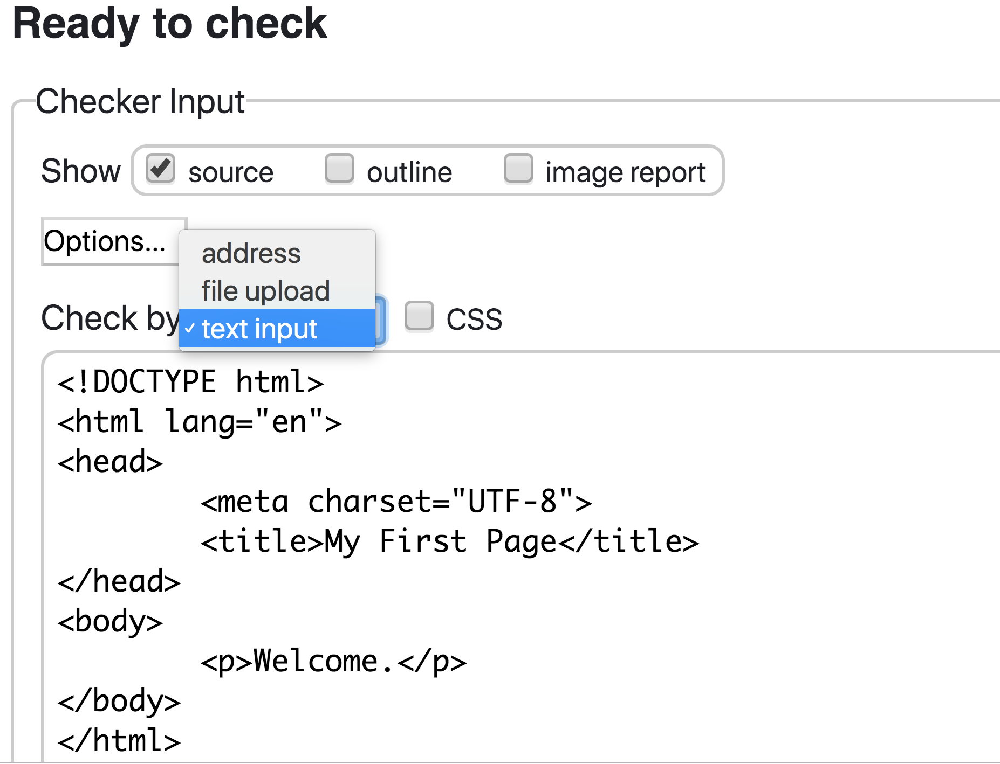 Ready to check
Checker Input
Show source outline image report
Options...
address
file upload
Check by text input CSS
<!DOCTYPE html>
<html lang="en">
<head>
<meta charset="UTF-8">
<title>My First Page</title>
</head>
<body>
<p>Welcome.</p>
</body>
</html>